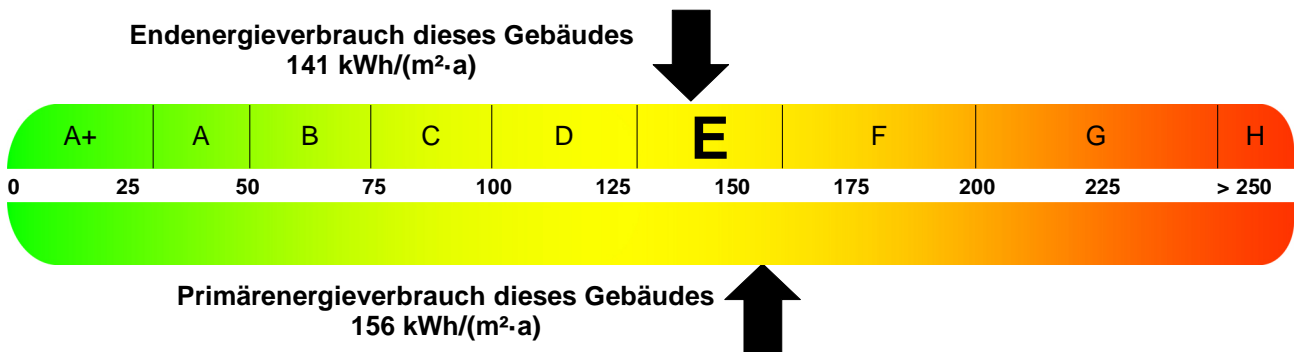 Endenergieverbrauch dieses Gebäudes
141 kWh/(m²·a)
A+ A B C D E F G H
0 25 50 75 100 125 150 175 200 225 > 250
Primärenergieverbrauch dieses Gebäudes
156 kWh/(m²·a)